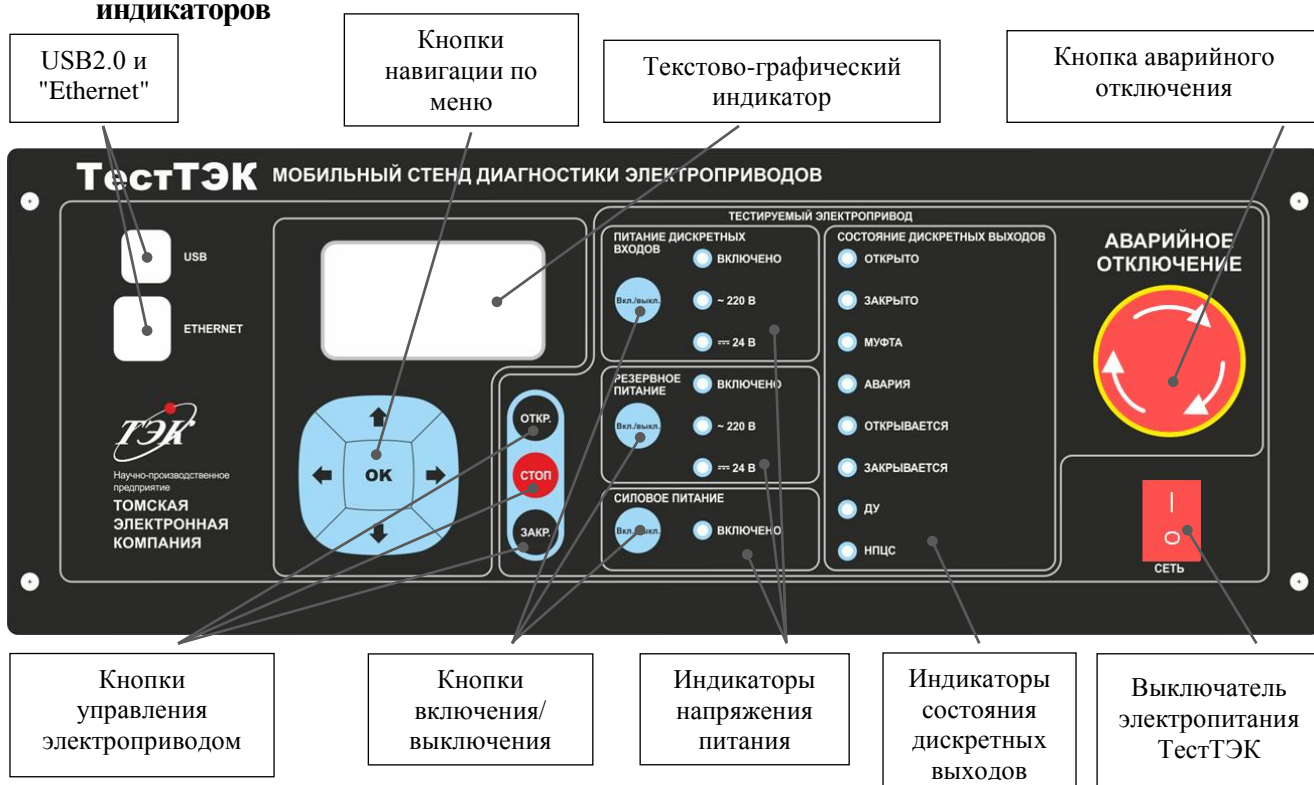 индикаторов
USB2.0 и
"Ethernet"
Кнопки
навигации по
меню
Текстово-графический
индикатор
Кнопка аварийного
отключения
ТестТЭК МОБИЛЬНЫЙ СТЕНД ДИАГНОСТИКИ ЭЛЕКТРОПРИВОДОВ
USB
ETHERNET
ТЭК
Научно-производственное
предприятие
ТОМСКАЯ
ЭЛЕКТРОННАЯ
КОМПАНИЯ
OK
ОТКР.
СТОП
ЗАКР.
ТЕСТИРУЕМЫЙ ЭЛЕКТРОПРИВОД
ПИТАНИЕ ДИСКРЕТНЫХ
ВХОДОВ
Вкл./выкл.
ВКЛЮЧЕНО
~ 220 В
⎓ 24 В
РЕЗЕРВНОЕ
ПИТАНИЕ
Вкл./выкл.
ВКЛЮЧЕНО
~ 220 В
⎓ 24 В
СИЛОВОЕ ПИТАНИЕ
Вкл./выкл.
ВКЛЮЧЕНО
СОСТОЯНИЕ ДИСКРЕТНЫХ ВЫХОДОВ
ОТКРЫТО
ЗАКРЫТО
МУФТА
АВАРИЯ
ОТКРЫВАЕТСЯ
ЗАКРЫВАЕТСЯ
ДУ
НПЦС
АВАРИЙНОЕ
ОТКЛЮЧЕНИЕ
I
O
СЕТЬ
Кнопки
управления
электроприводом
Кнопки
включения/
выключения
Индикаторы
напряжения
питания
Индикаторы
состояния
дискретных
выходов
Выключатель
электропитания
ТестТЭК